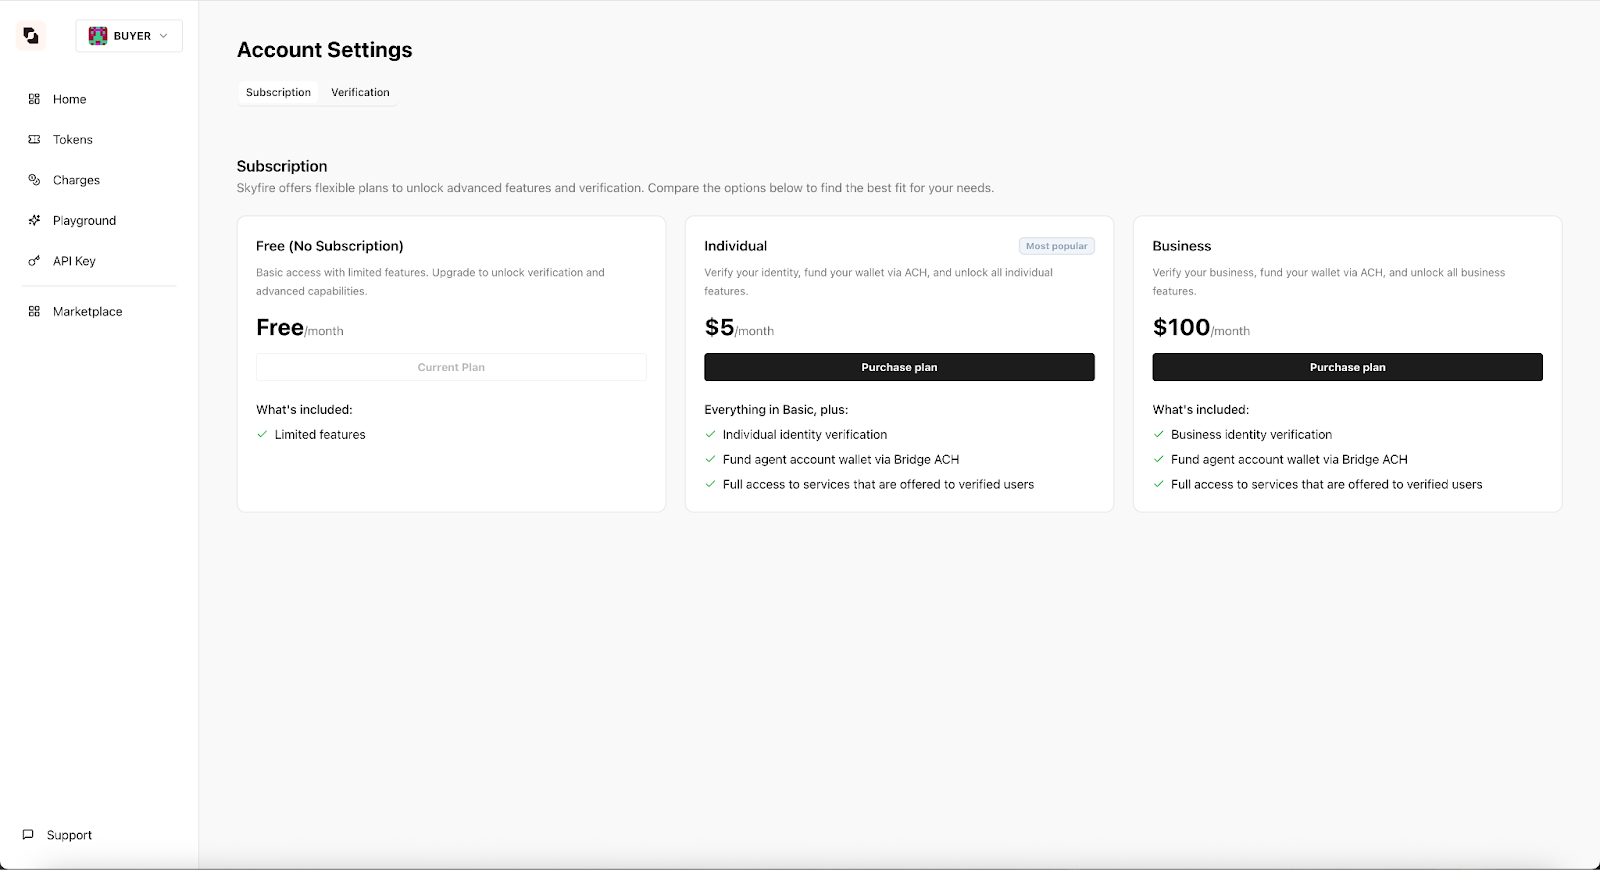 BUYER
Home
Tokens
Charges
Playground
API Key
Marketplace
Support
Account Settings
Subscription
Verification
Subscription
Skyfire offers flexible plans to unlock advanced features and verification. Compare the options below to find the best fit for your needs.
Free (No Subscription)
Basic access with limited features. Upgrade to unlock verification and
advanced capabilities.
Free/month
Current Plan
What's included:
Limited features
Individual
Most popular
Verify your identity, fund your wallet via ACH, and unlock all individual
features.
$5/month
Purchase plan
Everything in Basic, plus:
Individual identity verification
Fund agent account wallet via Bridge ACH
Full access to services that are offered to verified users
Business
Verify your business, fund your wallet via ACH, and unlock all business
features.
$100/month
Purchase plan
What's included:
Business identity verification
Fund agent account wallet via Bridge ACH
Full access to services that are offered to verified users